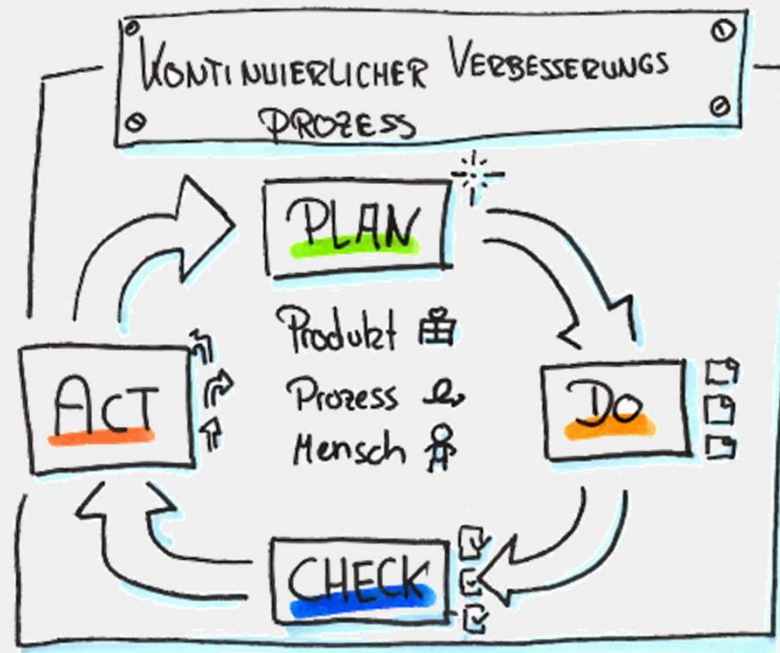 KONTINUIERLICHER VERBESSERUNGS
PROZESS
PLAN
Produkt
Prozess
Mensch
ACT
DO
CHECK